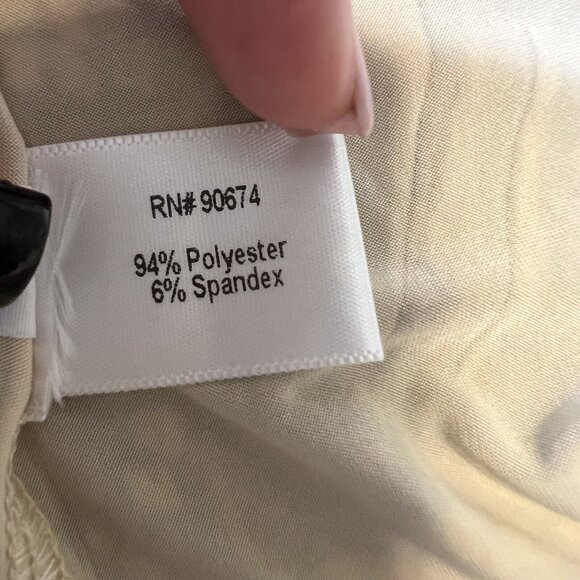 RN# 90674
94% Polyester
6% Spandex